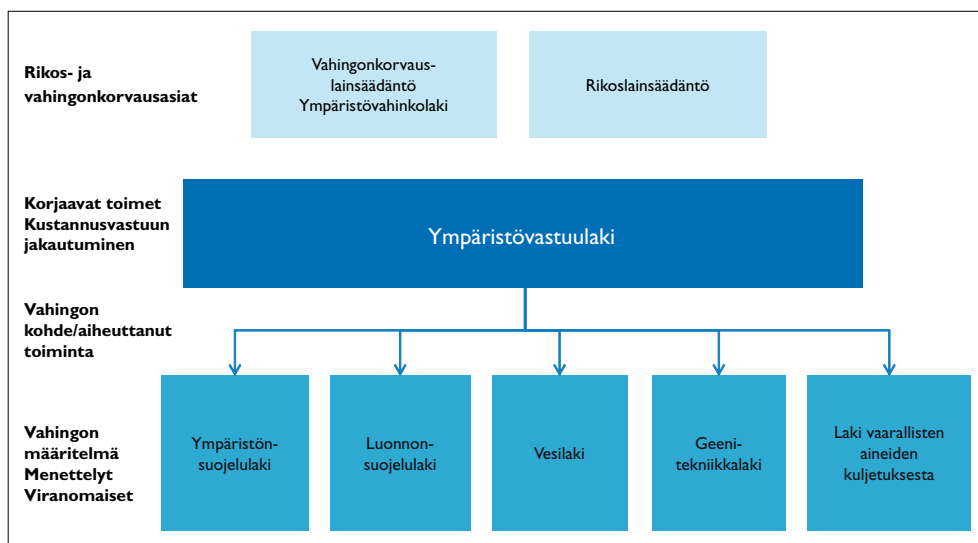 Rikos- ja
vahingonkorvausasiat
Vahingonkorvaus-
lainsäädäntö
Ympäristövahinkolaki
Rikoslainsäädäntö
Korjaavat toimet
Kustannusvastuun
jakautuminen
Ympäristövastuulaki
Vahingon
kohde/aiheuttanut
toiminta
Vahingon
määritelmä
Menettelyt
Viranomaiset
Ympäristön-
suojelulaki
Luonnon-
suojelulaki
Vesilaki
Geeni-
tekniikkalaki
Laki vaarallisten
aineiden
kuljetuksesta